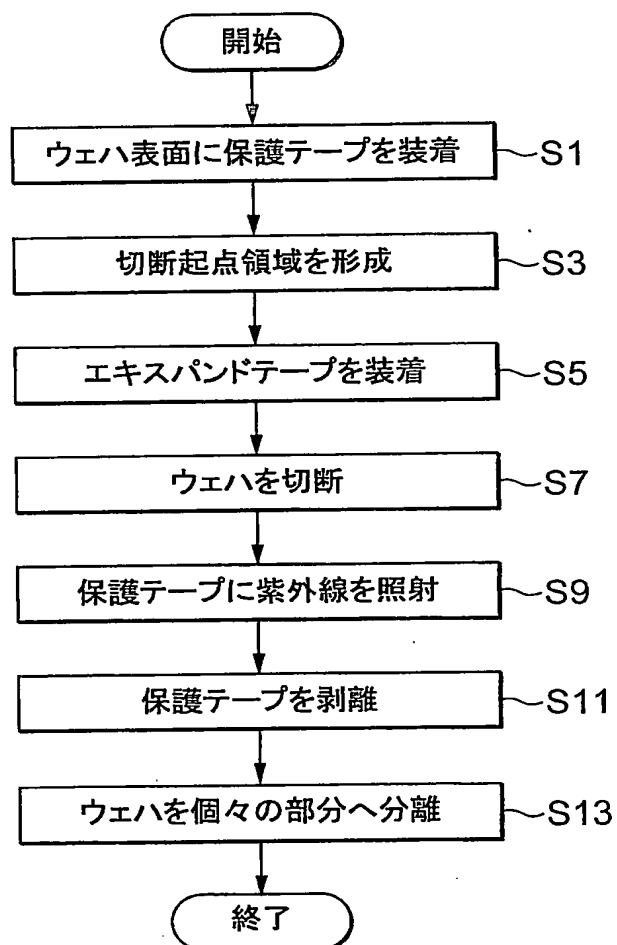 開始
ウェハ表面に保護テープを装着 S1
切断起点領域を形成 S3
エキスパンドテープを装着 S5
ウェハを切断 S7
保護テープに紫外線を照射 S9
保護テープを剥離 S11
ウェハを個々の部分へ分離 S13
終了